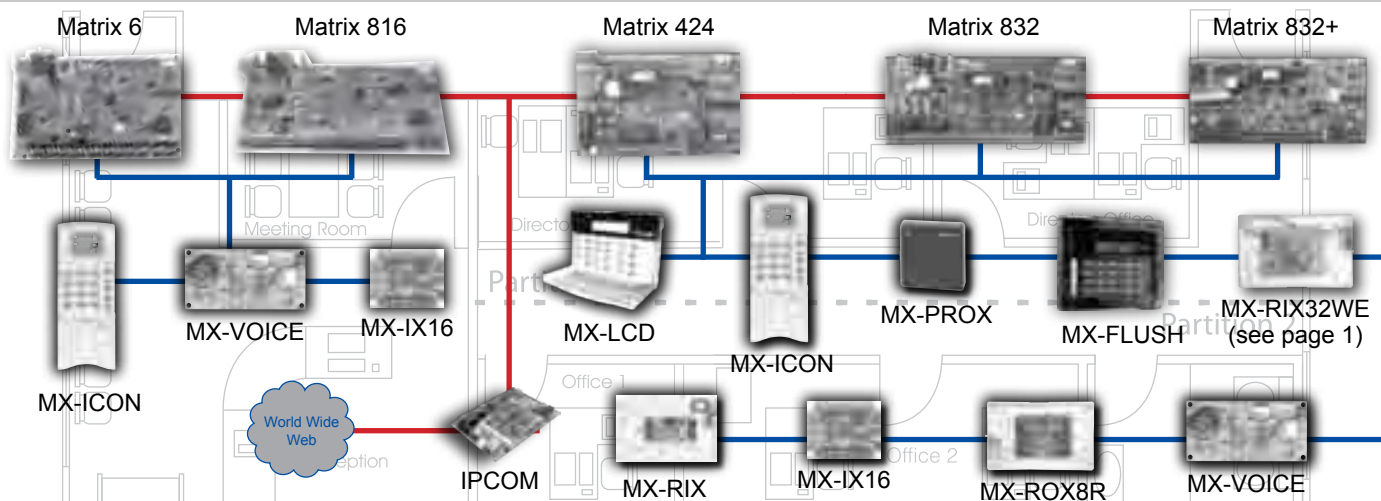 Matrix 6
Matrix 816
Matrix 424
Matrix 832
Matrix 832+
Meeting Room
MX-ICON
MX-VOICE
MX-IX16
MX-LCD
MX-ICON
MX-PROX
MX-FLUSH
Partition 2
MX-RIX32WE
(see page 1)
World Wide
Web
IPCOM
Office 1
MX-RIX
MX-IX16
Office 2
MX-ROX8R
MX-VOICE